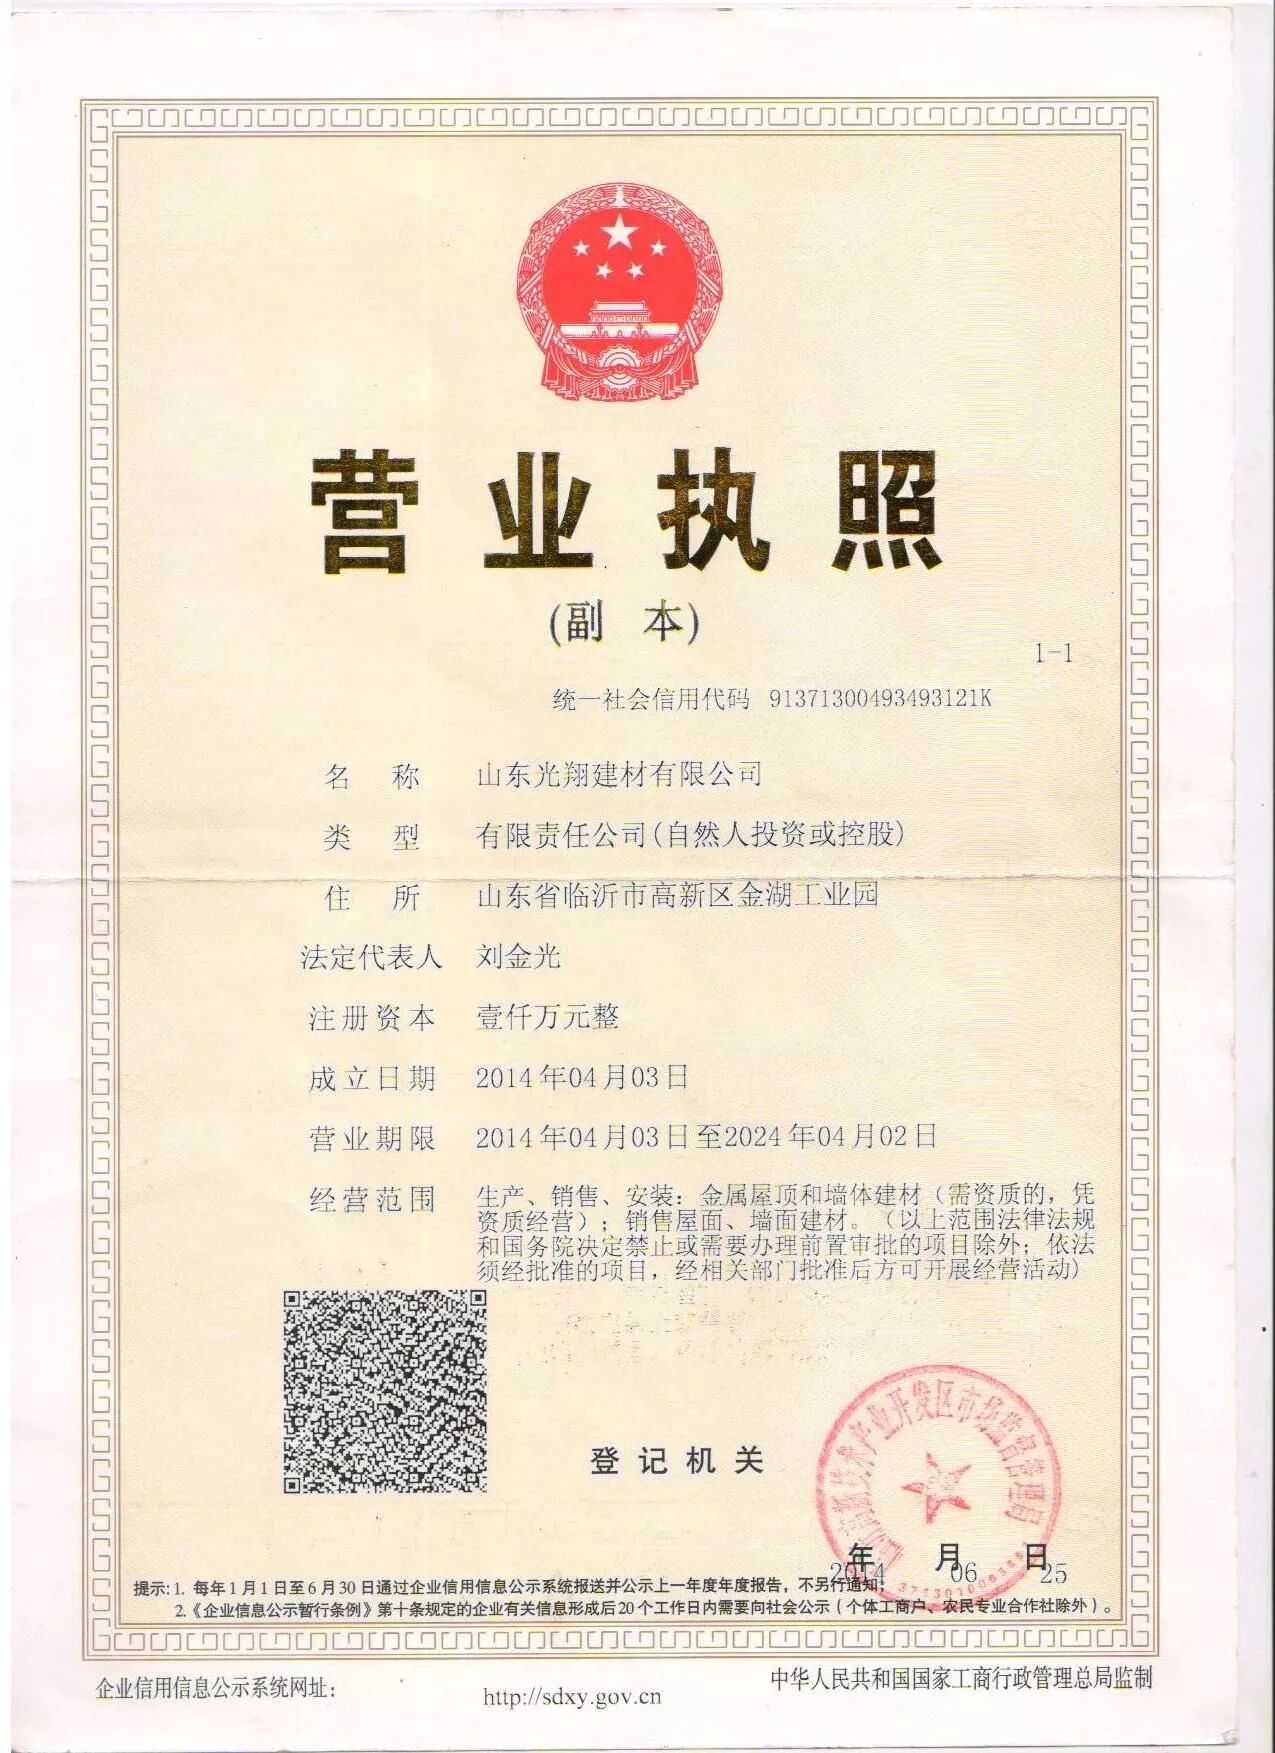 营业执照
(副 本)
1-1
统一社会信用代码 91371300493493121K
名 称 山东光翔建材有限公司
类 型 有限责任公司(自然人投资或控股)
住 所 山东省临沂市高新区金湖工业园
法定代表人 刘金光
注册资本 壹仟万元整
成立日期 2014年04月03日
营业期限 2014年04月03日至2024年04月02日
经营范围 生产、销售、安装：金属屋顶和墙体建材（需资质的，凭
资质经营）；销售屋面、墙面建材。（以上范围法律法规
和国务院决定禁止或需要办理前置审批的项目除外；依法
须经批准的项目，经相关部门批准后方可开展经营活动)
登记机关
产业开发区市场监督管理局
年 月 日
2014 06 25
提示:1. 每年1月1日至6月30日通过企业信用信息公示系统报送并公示上一年度年度报告，不另行通知；
2.《企业信息公示暂行条例》第十条规定的企业有关信息形成后20个工作日内需要向社会公示（个体工商户、农民专业合作社除外）。
企业信用信息公示系统网址： http://sdxy.gov.cn 中华人民共和国国家工商行政管理总局监制